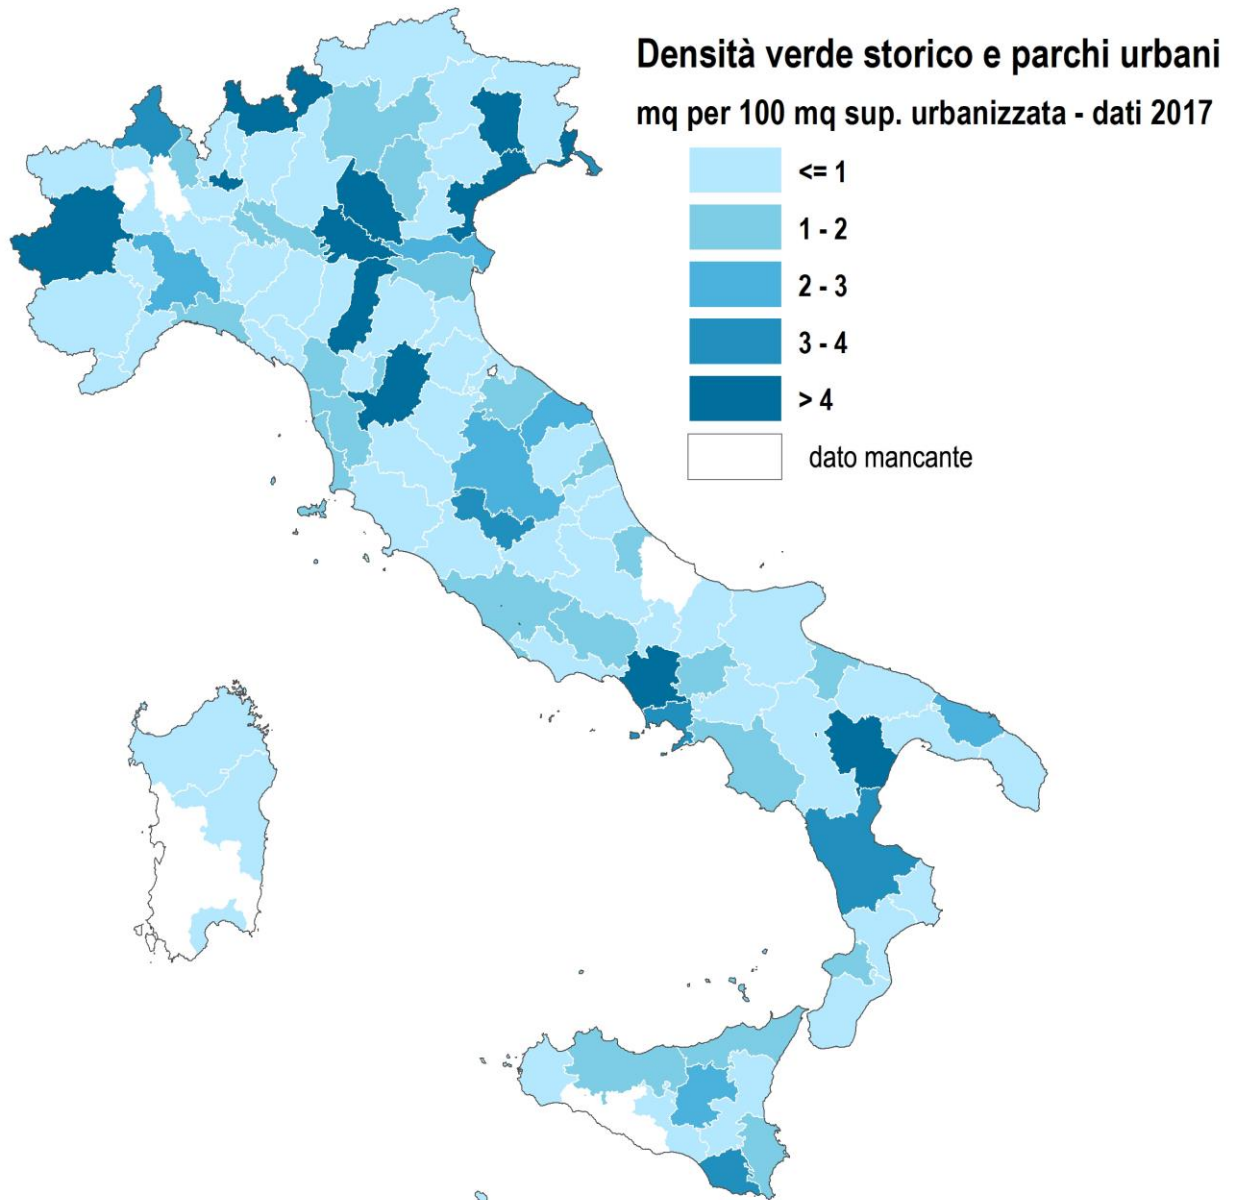 Densità verde storico e parchi urbani
mq per 100 mq sup. urbanizzata - dati 2017
<= 1
1 - 2
2 - 3
3 - 4
> 4
dato mancante